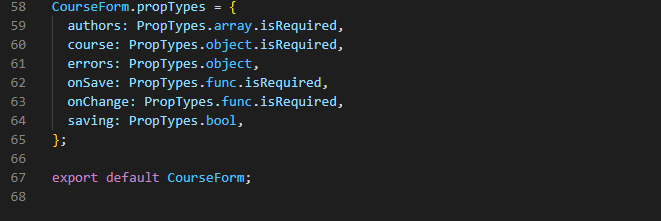 58 CourseForm.propTypes = {
59 authors: PropTypes.array.isRequired,
60 course: PropTypes.object.isRequired,
61 errors: PropTypes.object,
62 onSave: PropTypes.func.isRequired,
63 onChange: PropTypes.func.isRequired,
64 saving: PropTypes.bool,
65 };
66
67 export default CourseForm;
68